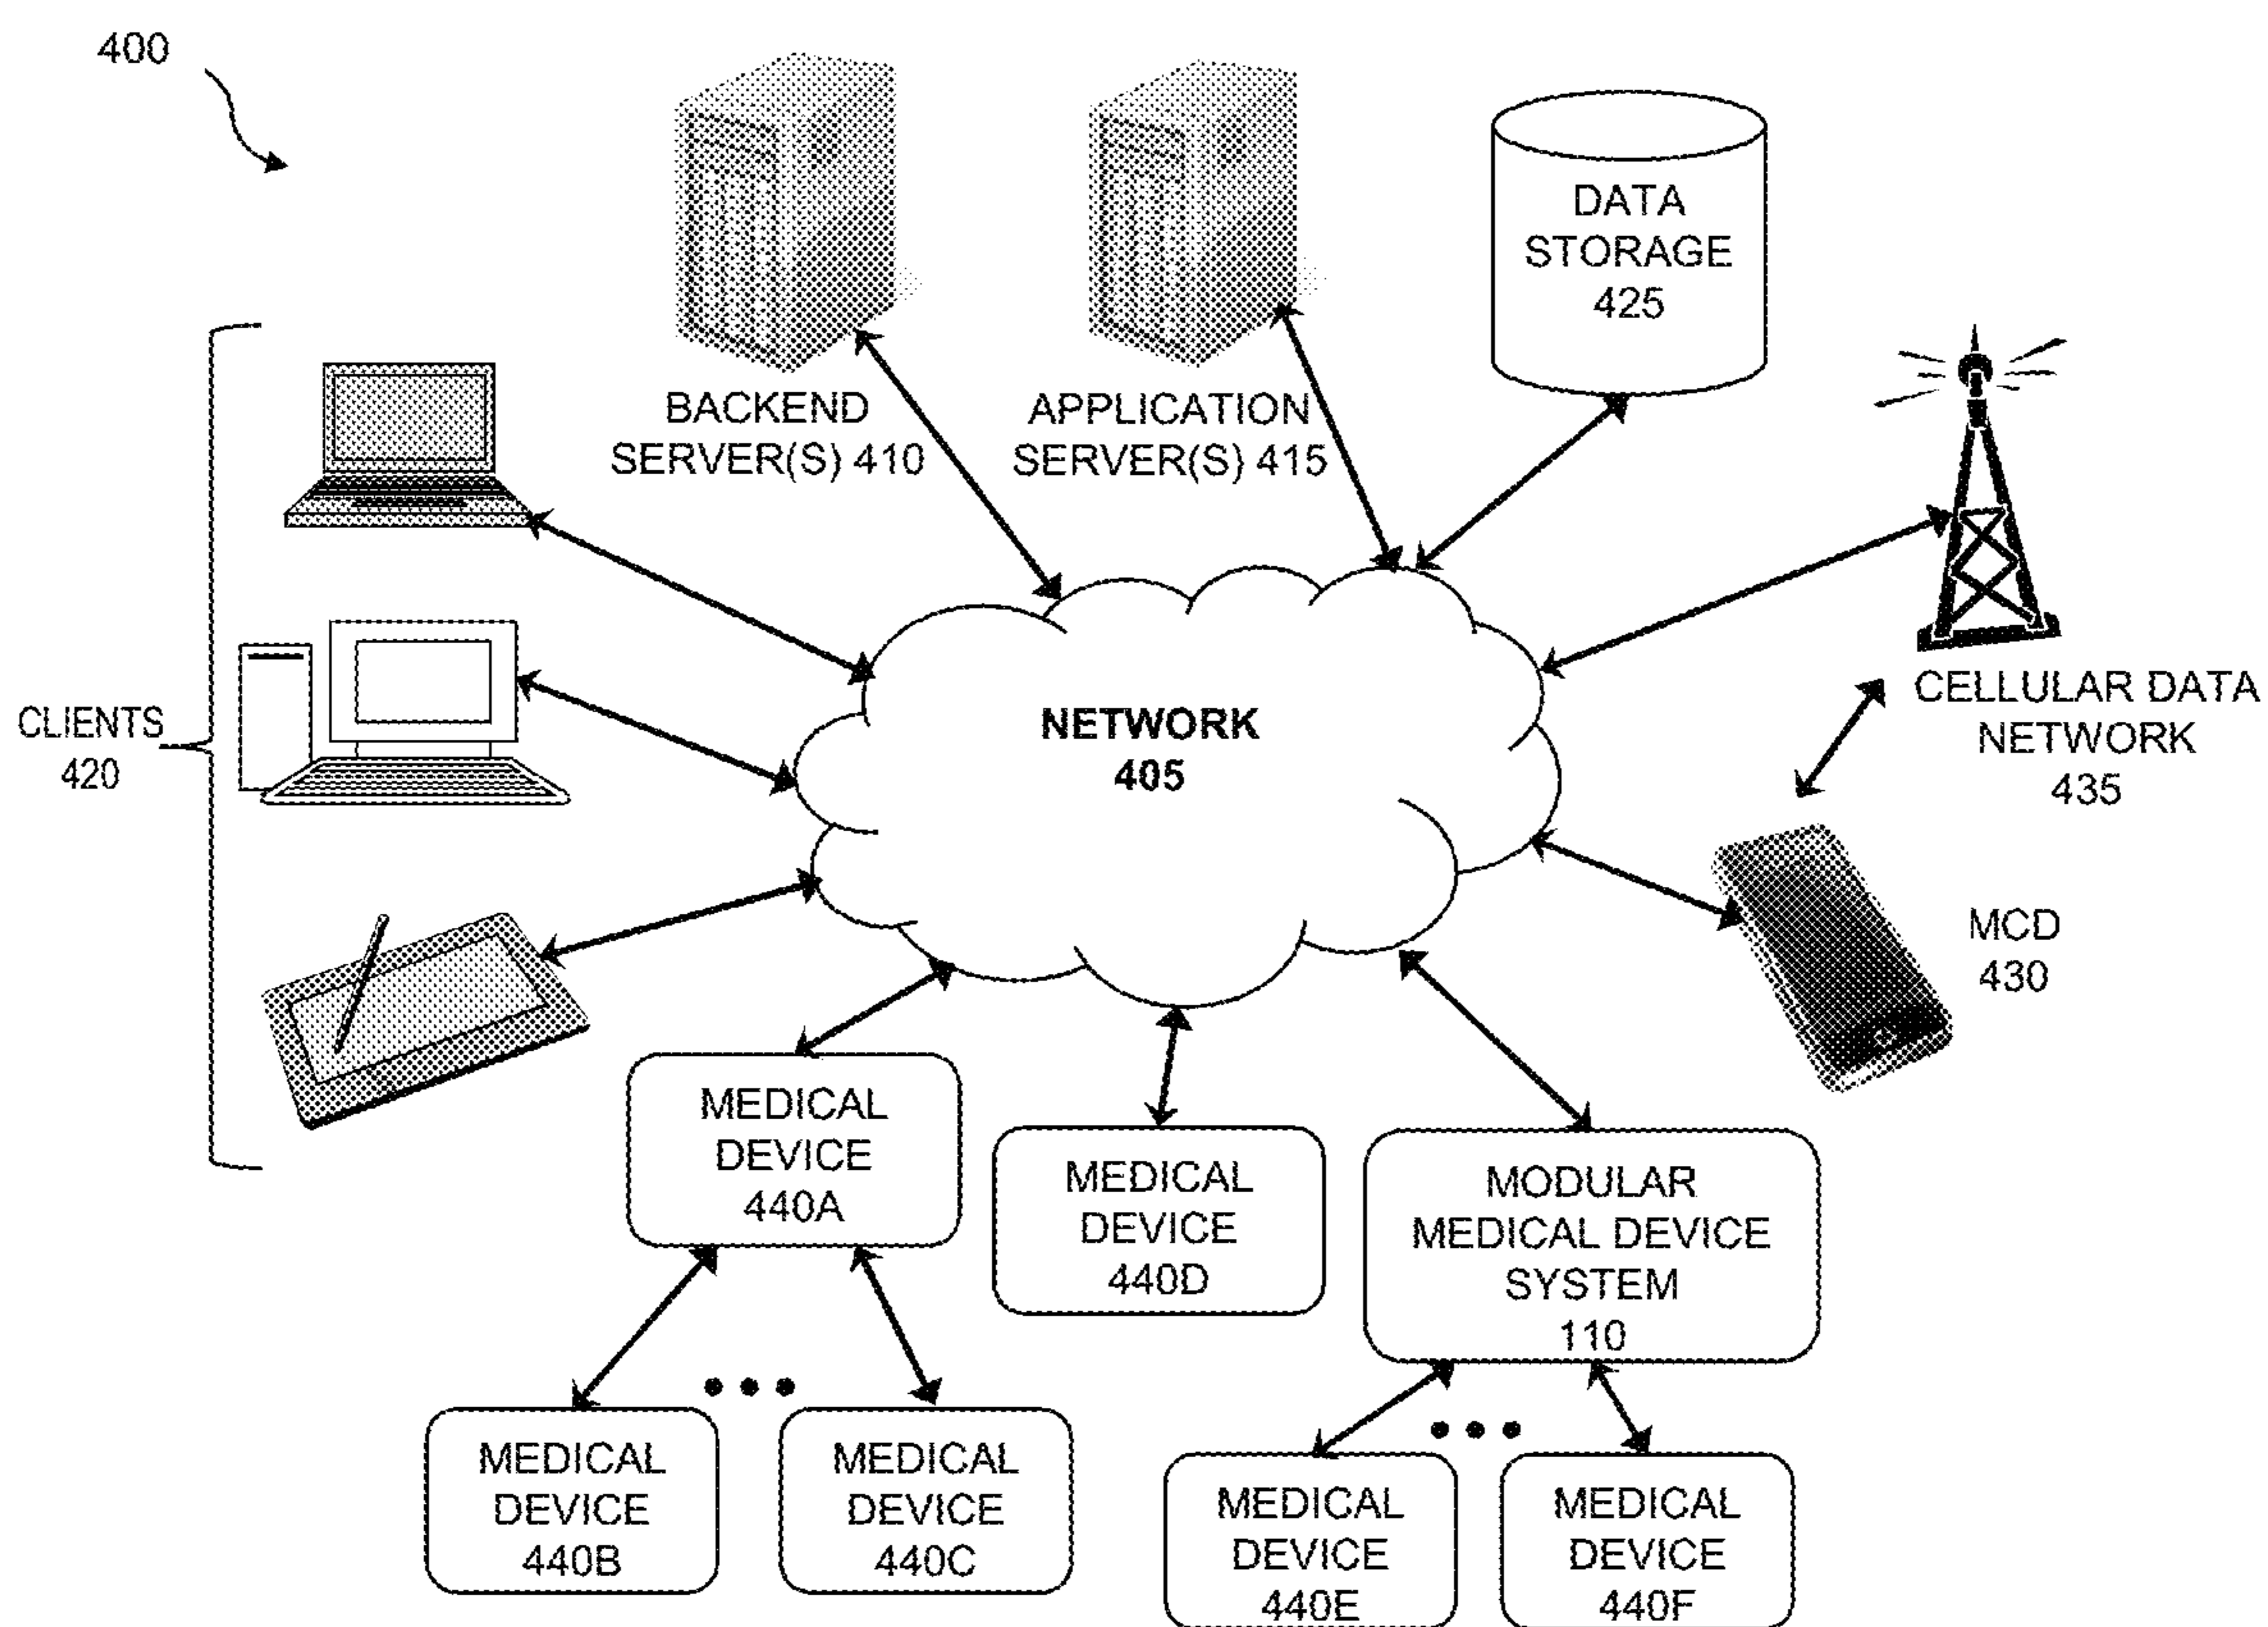 400
BACKEND
SERVER(S) 410
APPLICATION
SERVER(S) 415
DATA
STORAGE
425
CLIENTS
420
NETWORK
405
CELLULAR DATA
NETWORK
435
MCD
430
MEDICAL
DEVICE
440A
MEDICAL
DEVICE
440D
MODULAR
MEDICAL DEVICE
SYSTEM
110
MEDICAL
DEVICE
440B
MEDICAL
DEVICE
440C
MEDICAL
DEVICE
440E
MEDICAL
DEVICE
440F